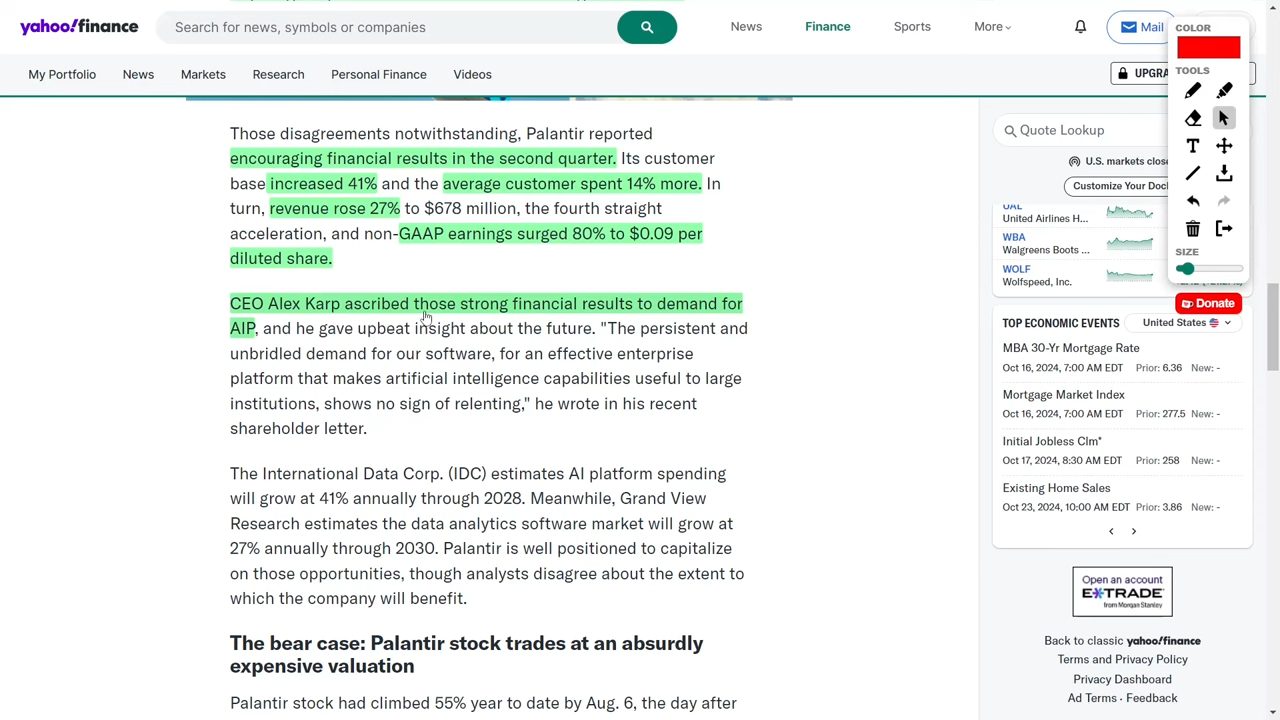 yahoo!finance
Search for news, symbols or companies
News
Finance
Sports
More
Mail
My Portfolio
News
Markets
Research
Personal Finance
Videos
COLOR
TOOLS
SIZE
Donate
Those disagreements notwithstanding, Palantir reported
encouraging financial results in the second quarter. Its customer
base increased 41% and the average customer spent 14% more. In
turn, revenue rose 27% to $678 million, the fourth straight
acceleration, and non-GAAP earnings surged 80% to $0.09 per
diluted share.
CEO Alex Karp ascribed those strong financial results to demand for
AIP, and he gave upbeat insight about the future. "The persistent and
unbridled demand for our software, for an effective enterprise
platform that makes artificial intelligence capabilities useful to large
institutions, shows no sign of relenting," he wrote in his recent
shareholder letter.
The International Data Corp. (IDC) estimates AI platform spending
will grow at 41% annually through 2028. Meanwhile, Grand View
Research estimates the data analytics software market will grow at
27% annually through 2030. Palantir is well positioned to capitalize
on those opportunities, though analysts disagree about the extent to
which the company will benefit.
The bear case: Palantir stock trades at an absurdly
expensive valuation
Palantir stock had climbed 55% year to date by Aug. 6, the day after
Quote Lookup
U.S. markets close
Customize Your Doc
UAL
United Airlines H...
WBA
Walgreens Boots ...
WOLF
Wolfspeed, Inc.
TOP ECONOMIC EVENTS
United States
MBA 30-Yr Mortgage Rate
Oct 16, 2024, 7:00 AM EDT Prior: 6.36 New: -
Mortgage Market Index
Oct 16, 2024, 7:00 AM EDT Prior: 277.5 New: -
Initial Jobless Clm*
Oct 17, 2024, 8:30 AM EDT Prior: 258 New: -
Existing Home Sales
Oct 23, 2024, 10:00 AM EDT Prior: 3.86 New: -
Open an account
E*TRADE
from Morgan Stanley
Back to classic yahoo!finance
Terms and Privacy Policy
Privacy Dashboard
Ad Terms · Feedback